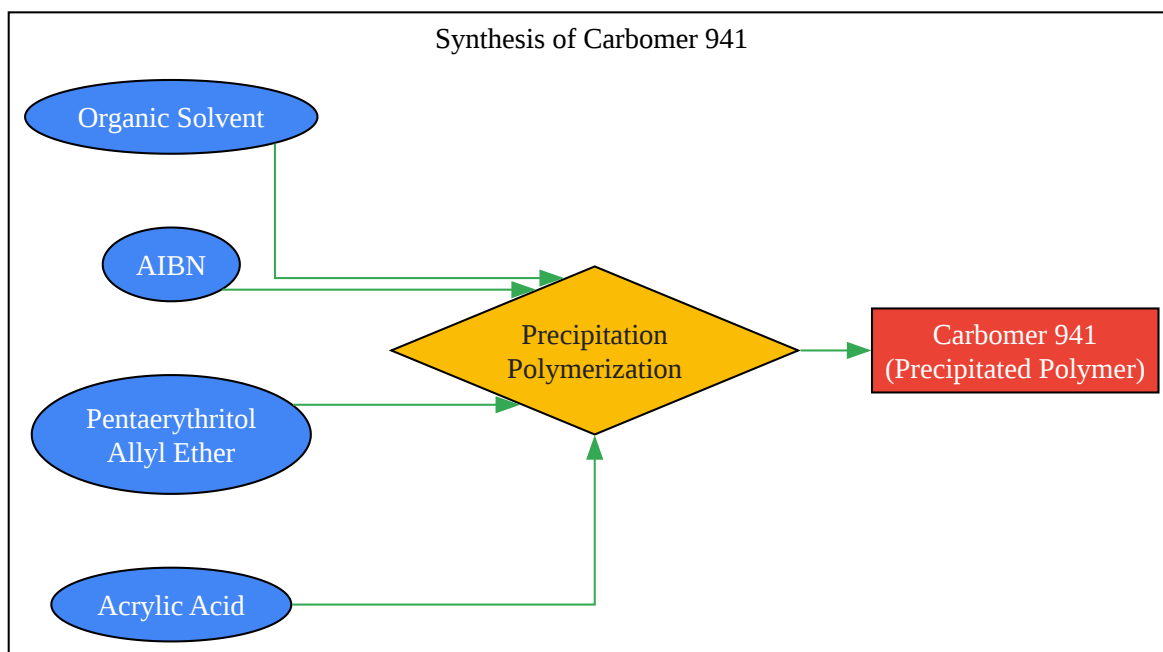 Synthesis of Carbomer 941
Organic Solvent
AIBN
Pentaerythritol
Allyl Ether
Acrylic Acid
Precipitation
Polymerization
Carbomer 941
(Precipitated Polymer)